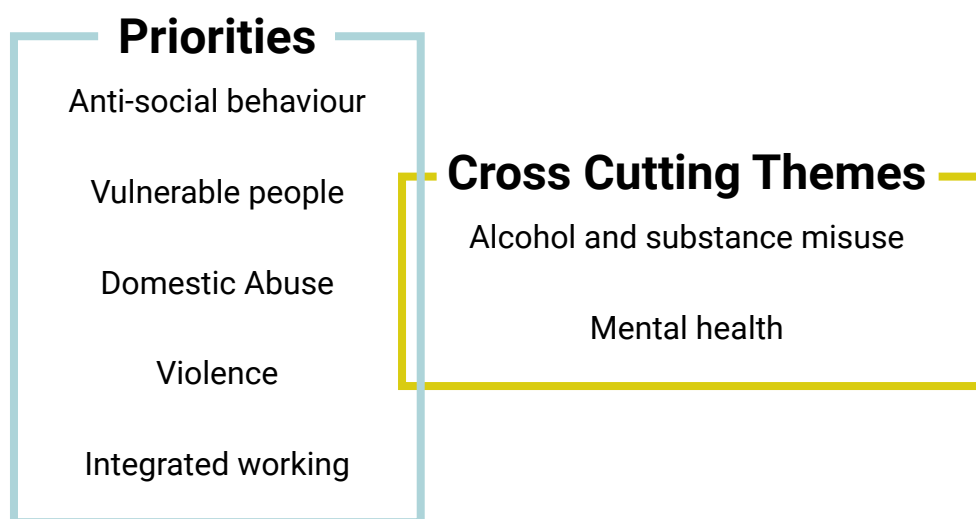 Priorities
Anti-social behaviour
Vulnerable people
Domestic Abuse
Violence
Integrated working
Cross Cutting Themes
Alcohol and substance misuse
Mental health